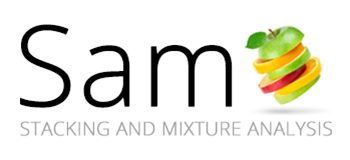 Sam
STACKING AND MIXTURE ANALYSIS